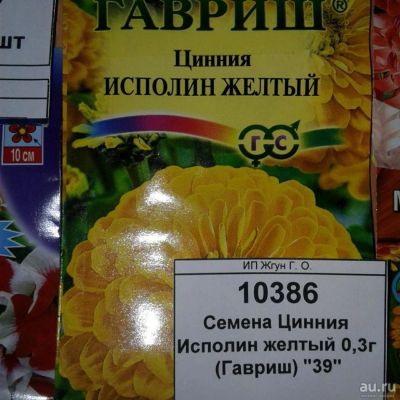 ГАВРИШ®
шт
Цинния
ИСПОЛИН ЖЕЛТЫЙ
Г-С
10 см
ИП Жгун Г. О.
10386
Семена Цинния
Исполин желтый 0,3г
(Гавриш) "39"
au.ru